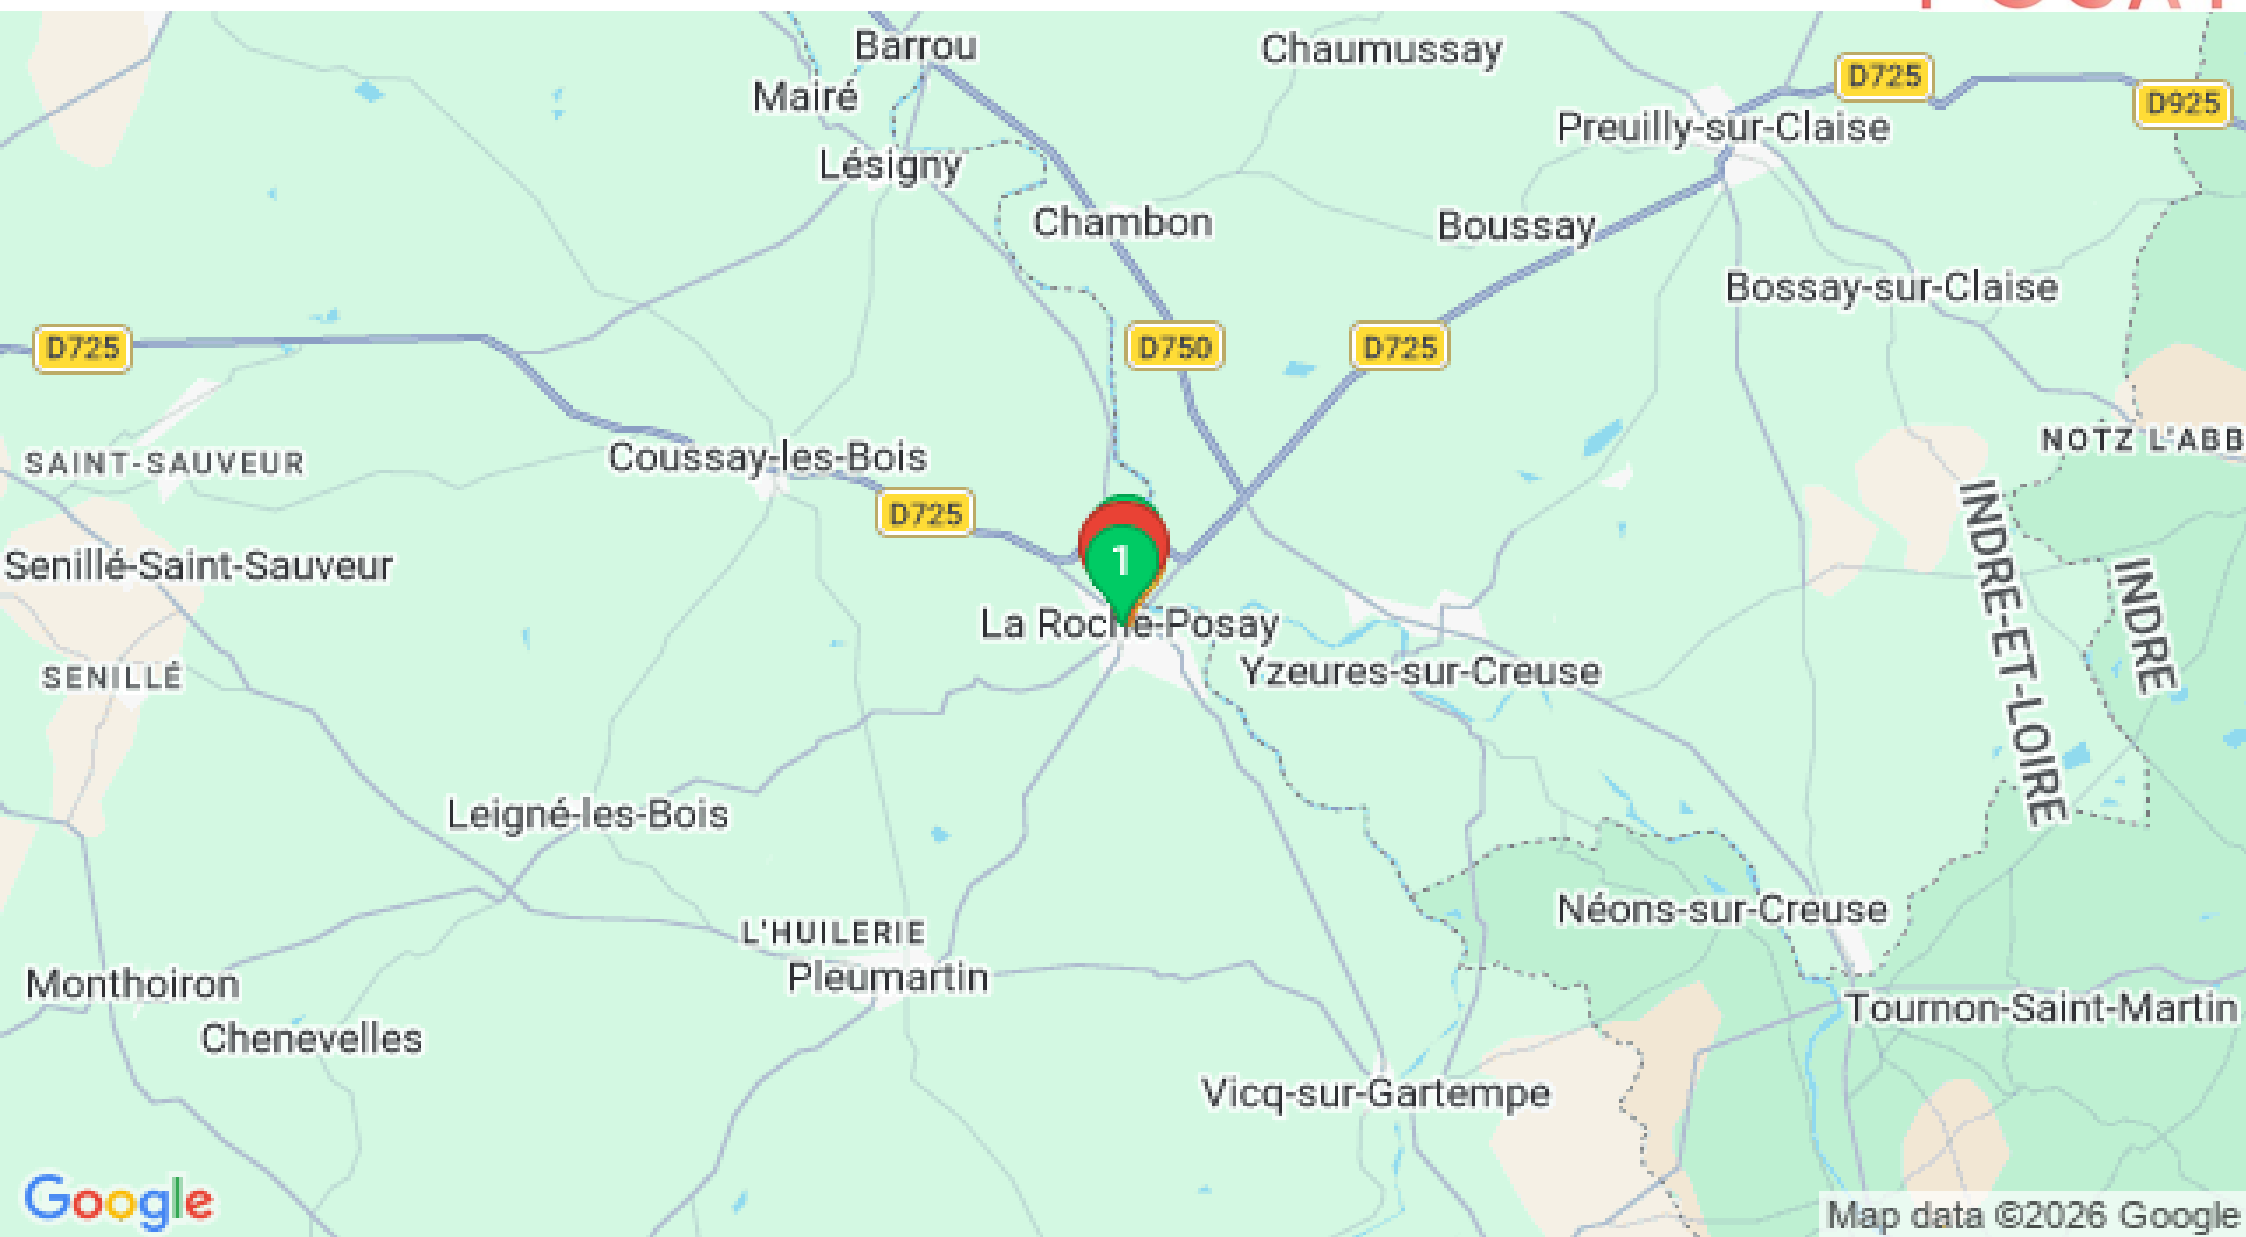 Barrou
Chaumussay
D725
Mairé
D925
Preuilly-sur-Claise
Lésigny
Chambon
Boussay
Bossay-sur-Claise
D725
D750
D725
NOTZ L'ABB
Coussay-les-Bois
SAINT-SAUVEUR
D725
1
Senillé-Saint-Sauveur
La Roche-Posay
INDRE-ET-LOIRE
INDRE
Yzeures-sur-Creuse
SENILLÉ
Leigné-les-Bois
Néons-sur-Creuse
L'HUILERIE
Pleumartin
Monthoiron
Tournon-Saint-Martin
Chenevelles
Vicq-sur-Gartempe
Google
Map data ©2026 Google